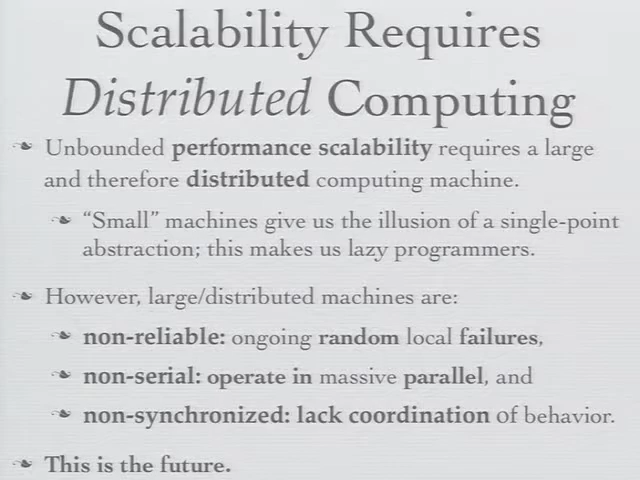 Scalability Requires
Distributed Computing
Unbounded performance scalability requires a large
and therefore distributed computing machine.
“Small” machines give us the illusion of a single-point
abstraction; this makes us lazy programmers.
However, large/distributed machines are:
non-reliable: ongoing random local failures,
non-serial: operate in massive parallel, and
non-synchronized: lack coordination of behavior.
This is the future.